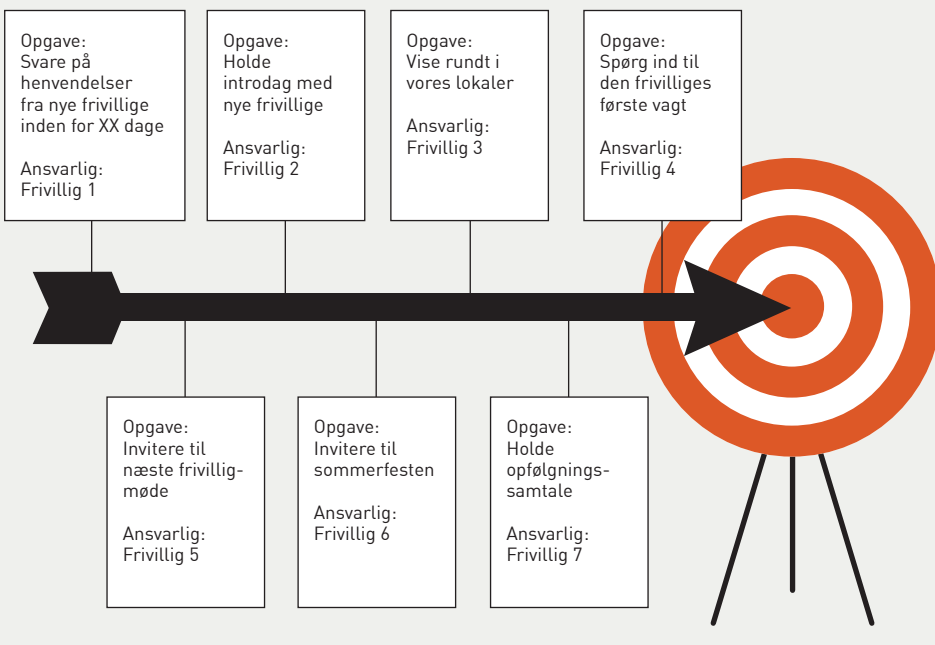 Opgave:
Svare på
henvendelser
fra nye frivillige
inden for XX dage
Ansvarlig:
Frivillig 1
Opgave:
Holde
introdag med
nye frivillige
Ansvarlig:
Frivillig 2
Opgave:
Vise rundt i
vores lokaler
Ansvarlig:
Frivillig 3
Opgave:
Spørg ind til
den frivilliges
første vagt
Ansvarlig:
Frivillig 4
Opgave:
Invitere til
næste frivillig-
møde
Ansvarlig:
Frivillig 5
Opgave:
Invitere til
sommerfesten
Ansvarlig:
Frivillig 6
Opgave:
Holde
opfølgnings-
samtale
Ansvarlig:
Frivillig 7